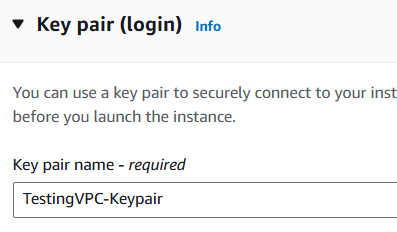 Key pair (login) Info
You can use a key pair to securely connect to your inst
before you launch the instance.
Key pair name - required
TestingVPC-Keypair